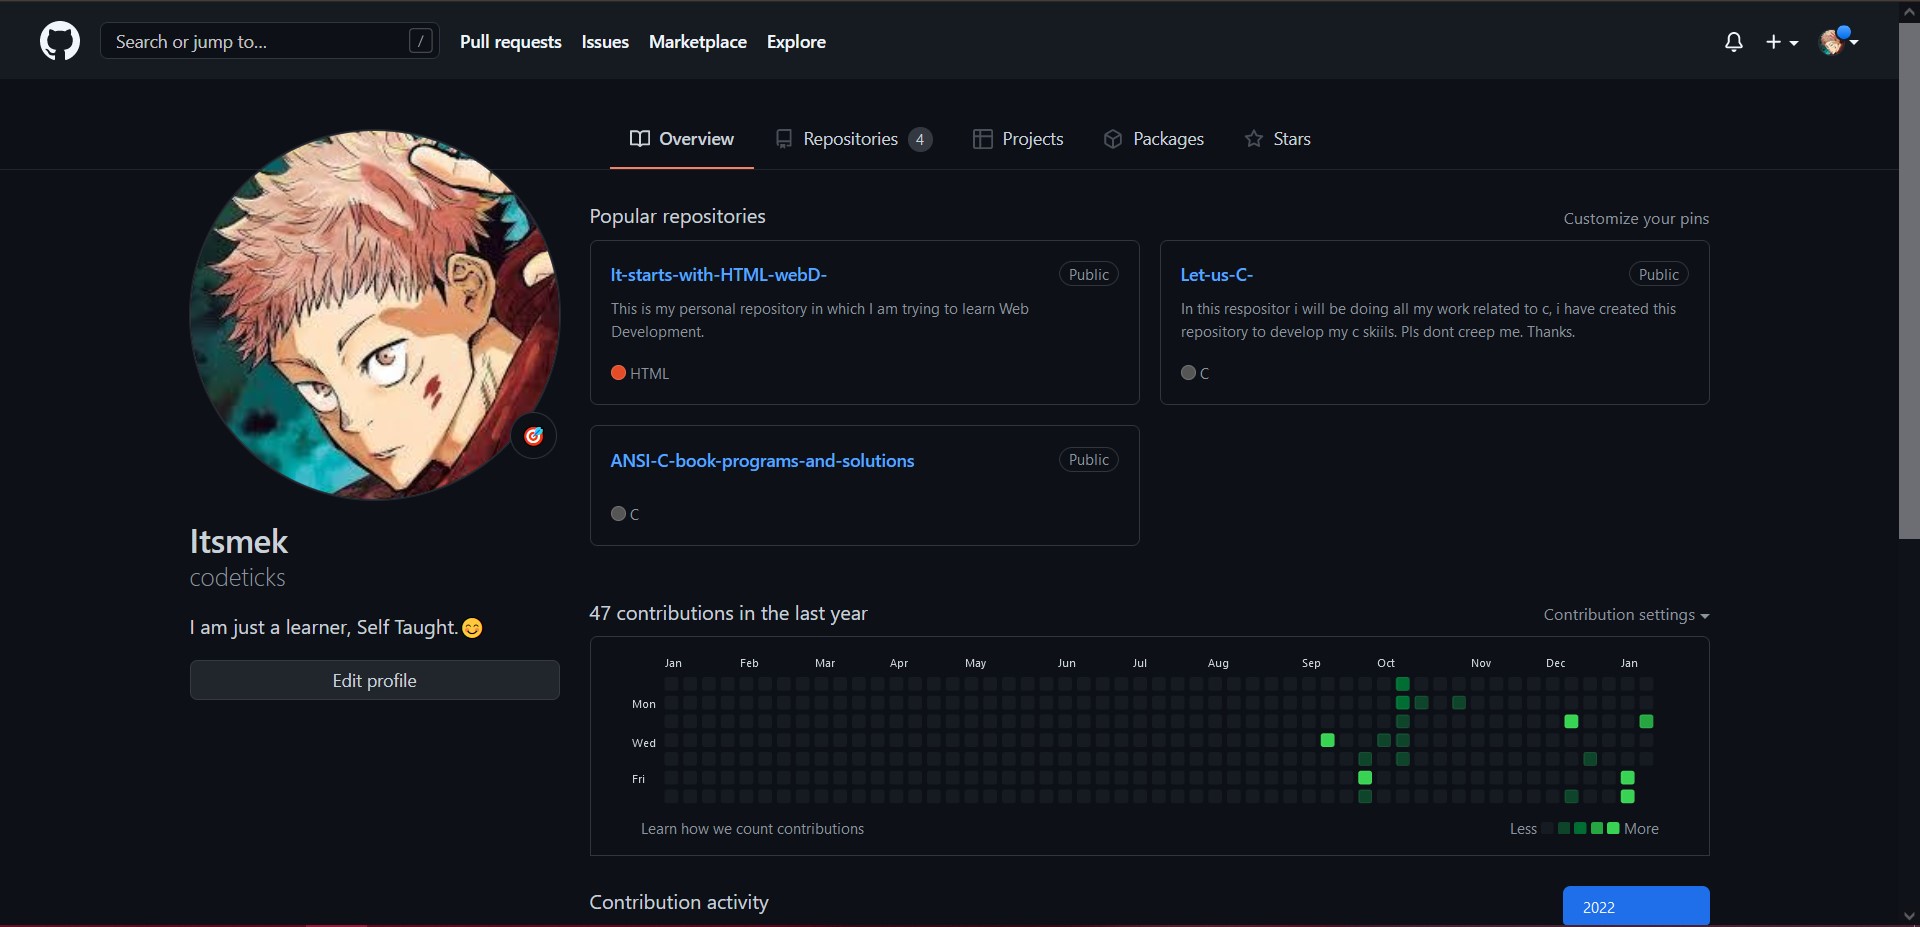 Search or jump to...
/
Pull requests
Issues
Marketplace
Explore
Overview
Repositories 4
Projects
Packages
Stars
Popular repositories
Customize your pins
It-starts-with-HTML-webD-
Public
This is my personal repository in which I am trying to learn Web
Development.
HTML
Let-us-C-
Public
In this respositor i will be doing all my work related to c, i have created this
repository to develop my c skiils. Pls dont creep me. Thanks.
C
ANSI-C-book-programs-and-solutions
Public
C
Itsmek
codeticks
I am just a learner, Self Taught.😊
Edit profile
47 contributions in the last year
Contribution settings
Jan Feb Mar Apr May Jun Jul Aug Sep Oct Nov Dec Jan
Mon
Wed
Fri
Learn how we count contributions
Less
More
Contribution activity
2022